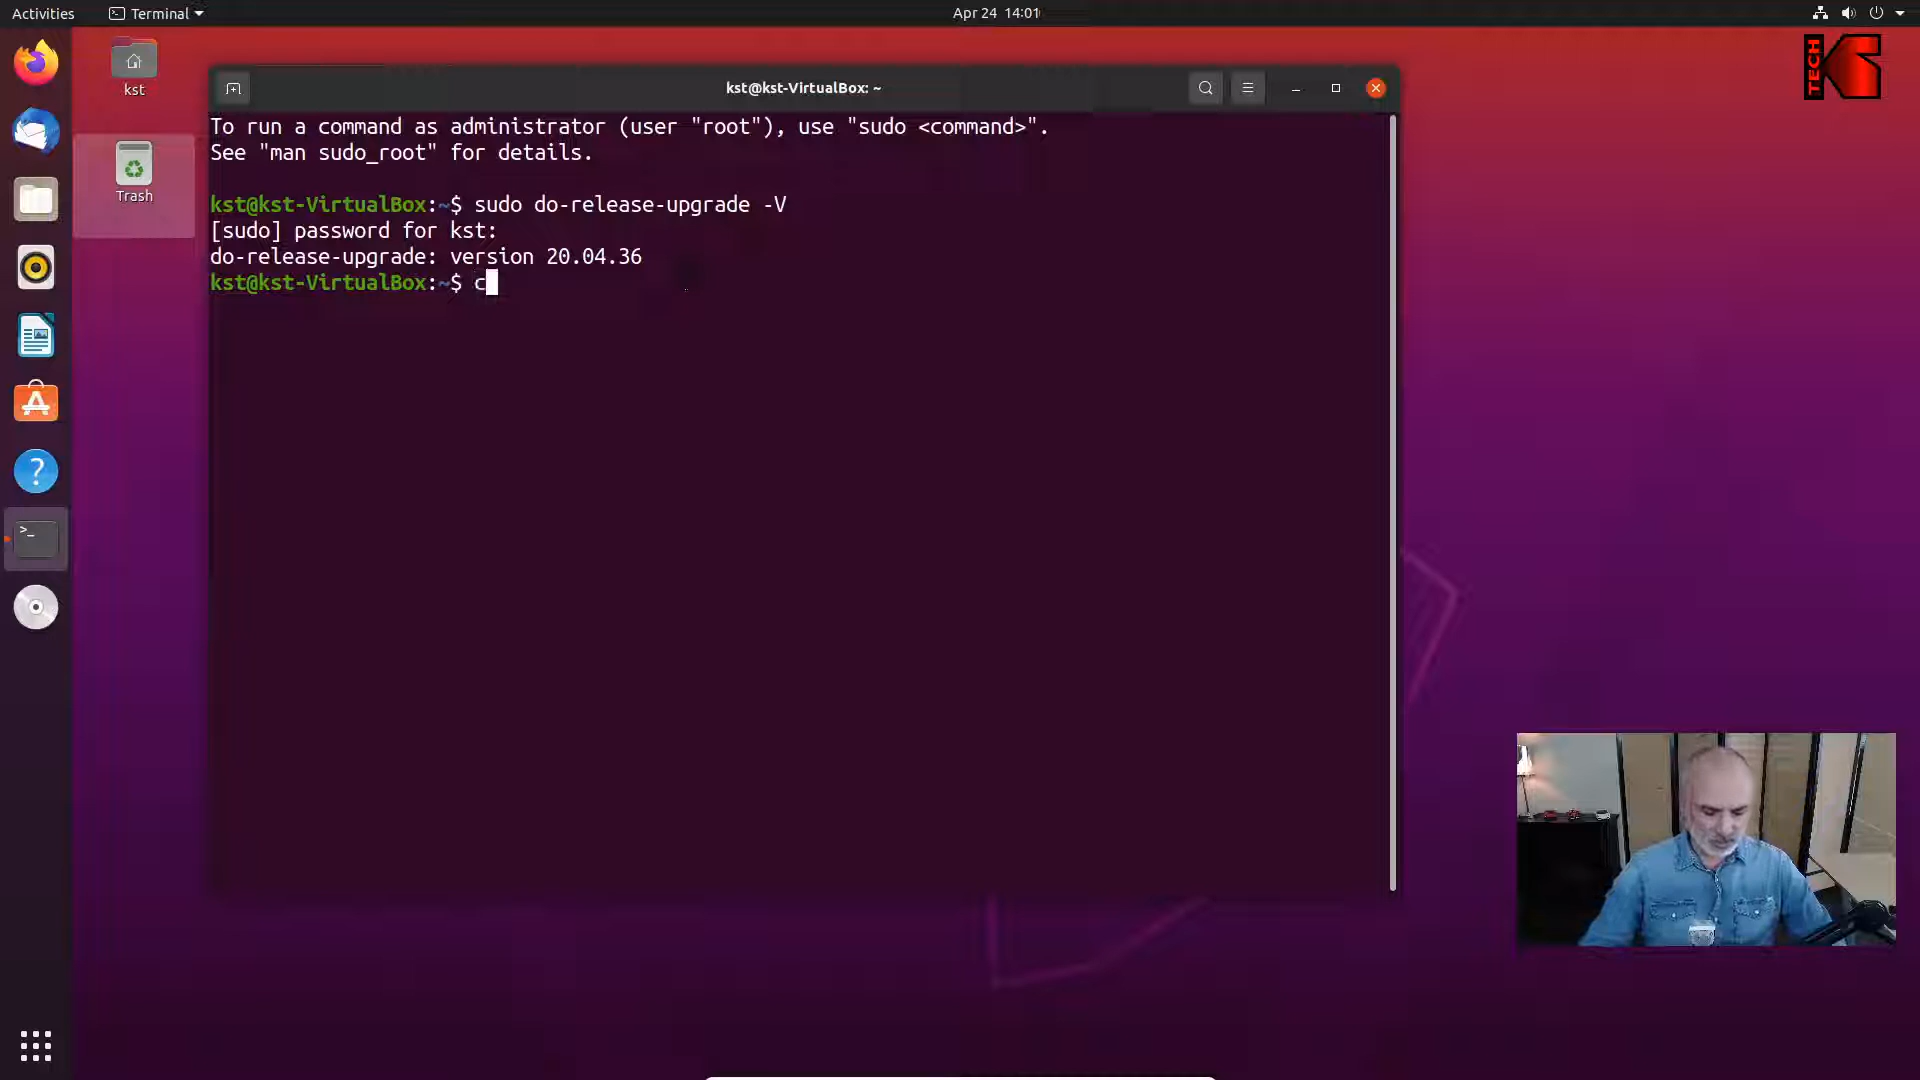 Activities
Terminal
Apr 24 14:01
kst
Trash
TECH
K
kst@kst-VirtualBox: ~
To run a command as administrator (user "root"), use "sudo <command>".
See "man sudo_root" for details.
kst@kst-VirtualBox:~$ sudo do-release-upgrade -V
[sudo] password for kst:
do-release-upgrade: version 20.04.36
kst@kst-VirtualBox:~$ c